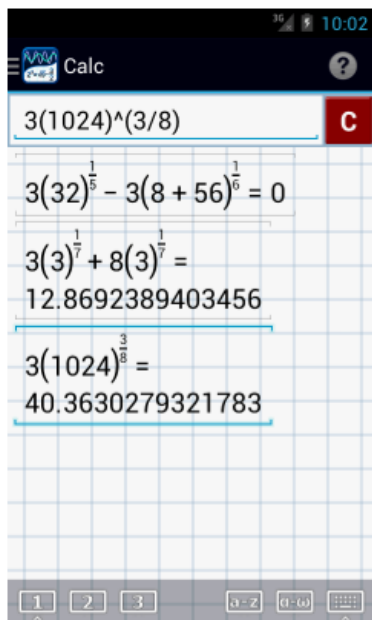 3G 10:02
Calc ?
3(1024)^(3/8) C
3(32)^(1/5) − 3(8 + 56)^(1/6) = 0
3(3)^(1/7) + 8(3)^(1/7) =
12.8692389403456
3(1024)^(3/8) =
40.3630279321783
1 2 3 a-z α-ω